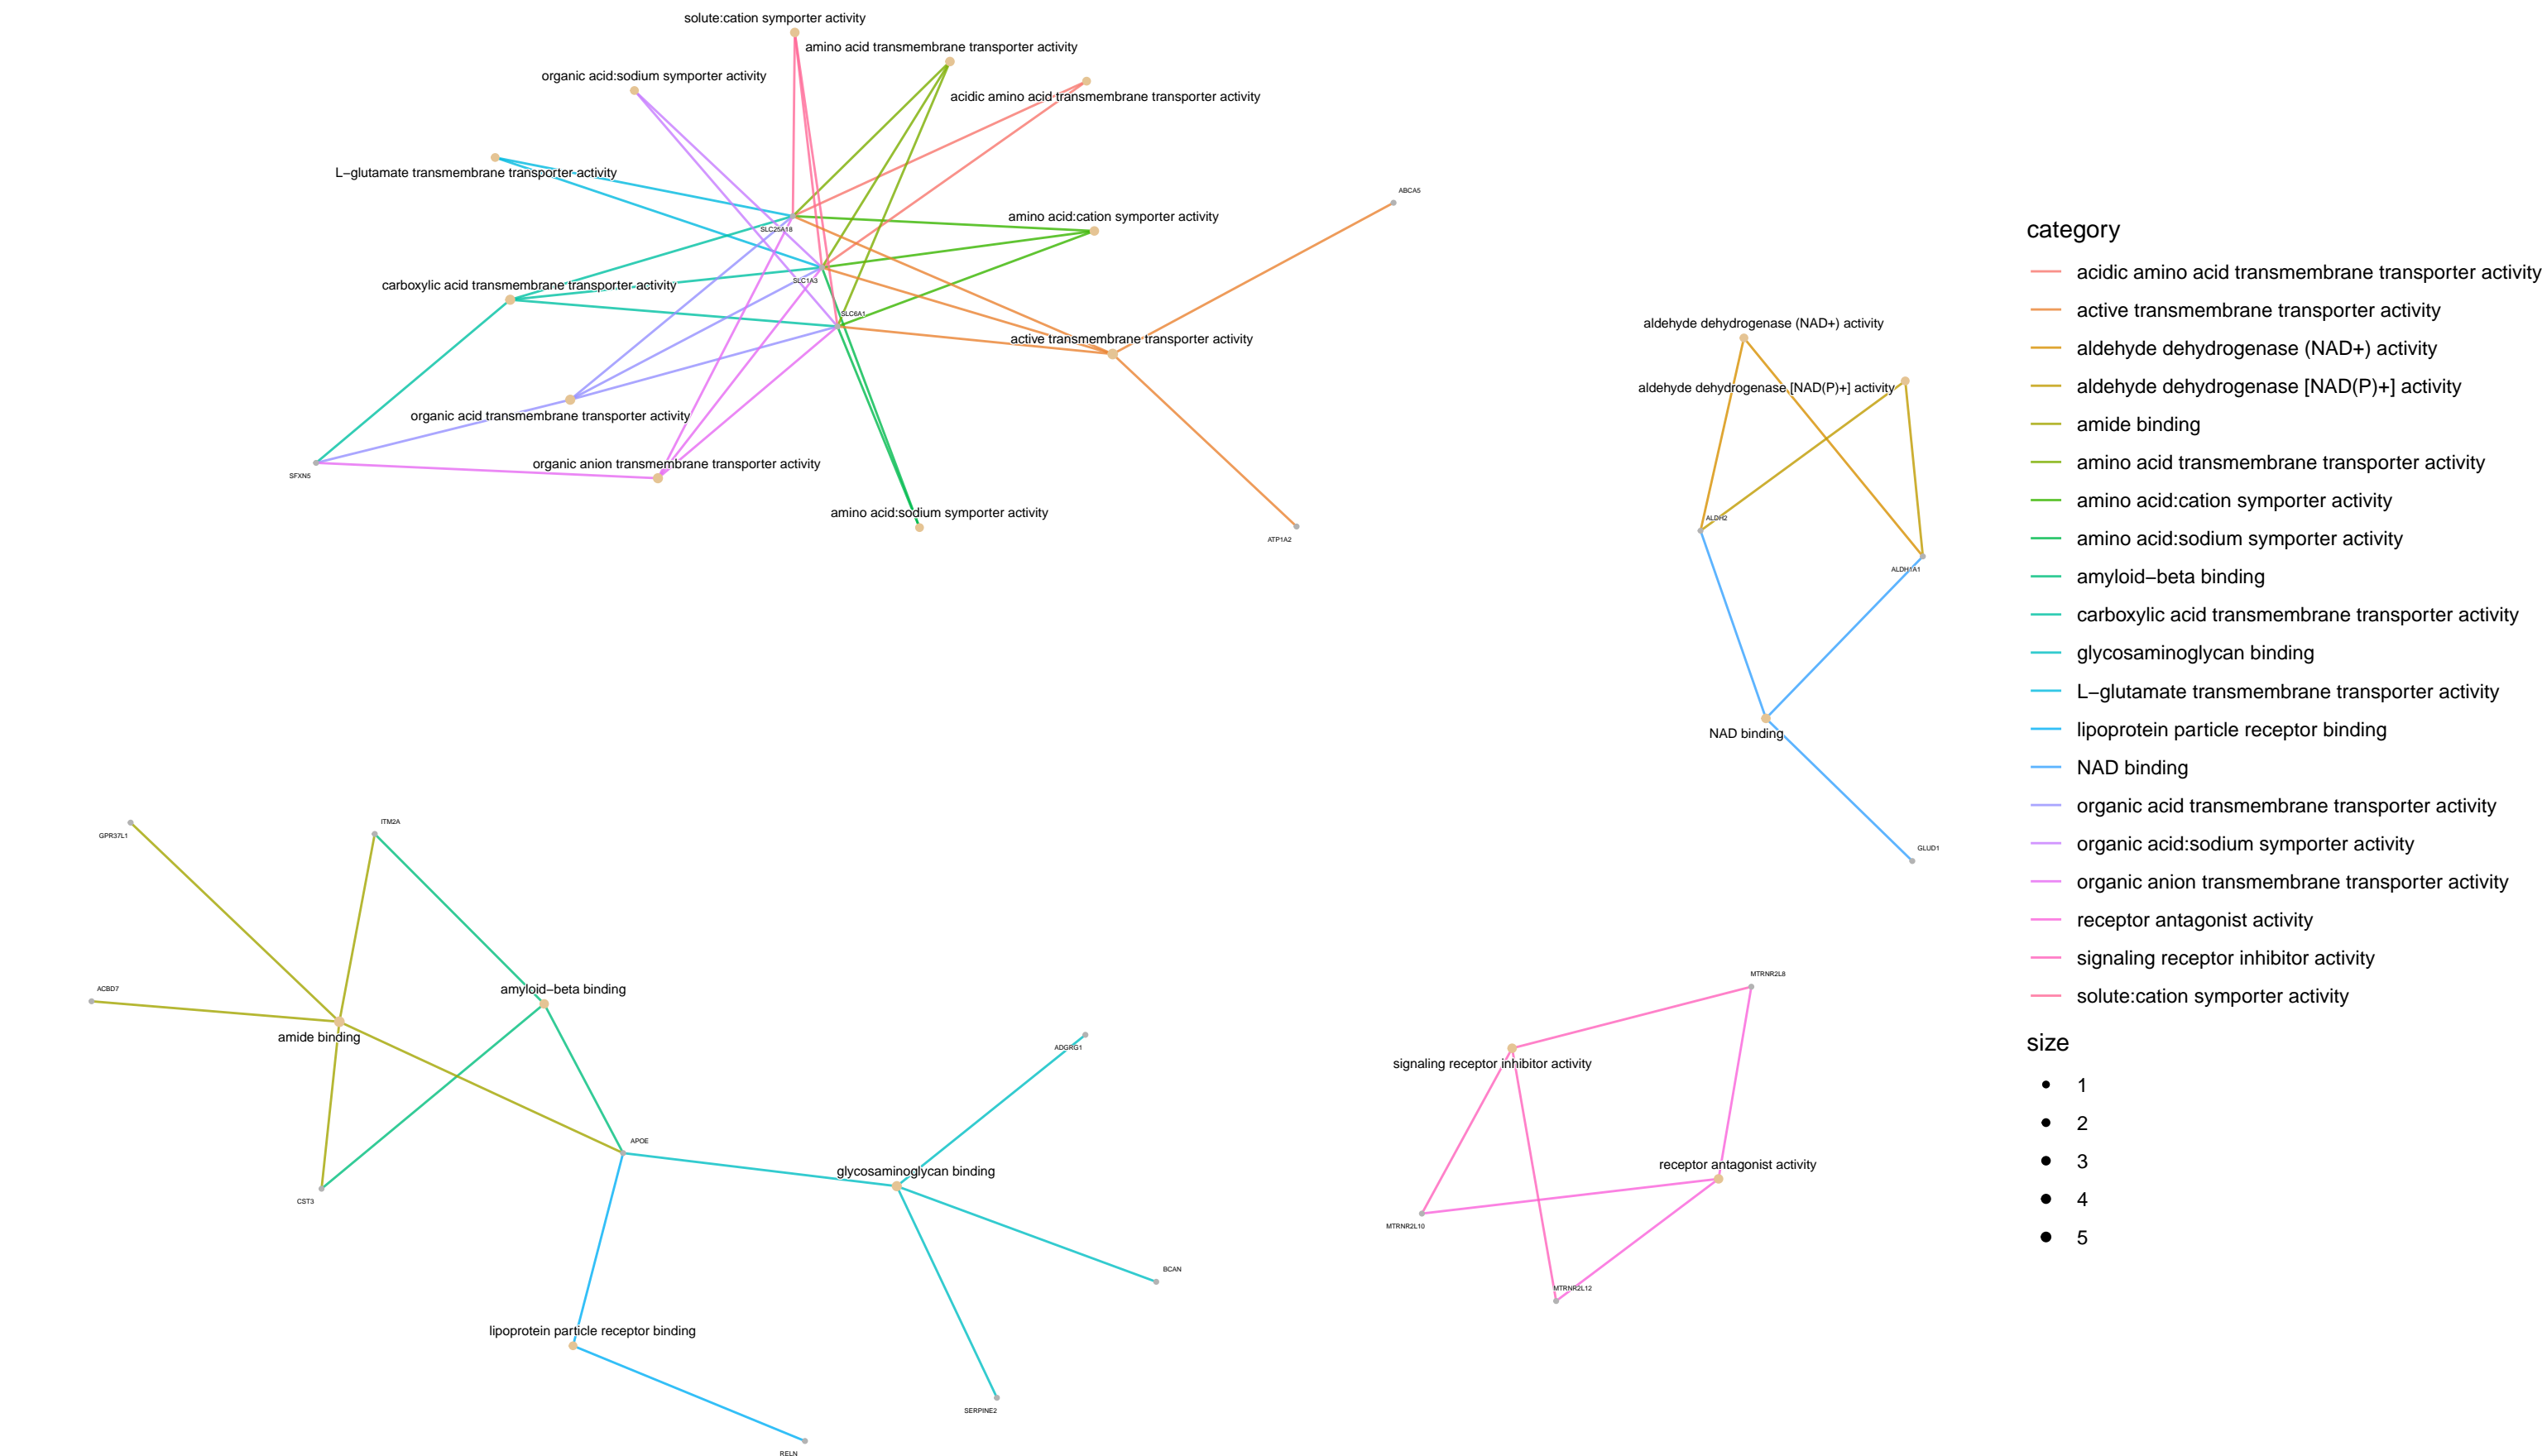 solute:cation symporter activity
amino acid transmembrane transporter activity
organic acid:sodium symporter activity
acidic amino acid transmembrane transporter activity
L−glutamate transmembrane transporter activity
ABCA5
amino acid:cation symporter activity
SLC25A18
SLC1A3
carboxylic acid transmembrane transporter activity
SLC6A1
active transmembrane transporter activity
organic acid transmembrane transporter activity
organic anion transmembrane transporter activity
SFXN5
amino acid:sodium symporter activity
ATP1A2
aldehyde dehydrogenase (NAD+) activity
aldehyde dehydrogenase [NAD(P)+] activity
ALDH2
ALDH1A1
NAD binding
GLUD1
GPR37L1
ITM2A
ACBD7
amyloid−beta binding
amide binding
ADGRG1
APOE
glycosaminoglycan binding
CST3
BCAN
lipoprotein particle receptor binding
SERPINE2
RELN
MTRNR2L8
signaling receptor inhibitor activity
receptor antagonist activity
MTRNR2L10
MTRNR2L12
category
acidic amino acid transmembrane transporter activity
active transmembrane transporter activity
aldehyde dehydrogenase (NAD+) activity
aldehyde dehydrogenase [NAD(P)+] activity
amide binding
amino acid transmembrane transporter activity
amino acid:cation symporter activity
amino acid:sodium symporter activity
amyloid−beta binding
carboxylic acid transmembrane transporter activity
glycosaminoglycan binding
L−glutamate transmembrane transporter activity
lipoprotein particle receptor binding
NAD binding
organic acid transmembrane transporter activity
organic acid:sodium symporter activity
organic anion transmembrane transporter activity
receptor antagonist activity
signaling receptor inhibitor activity
solute:cation symporter activity
size
1
2
3
4
5